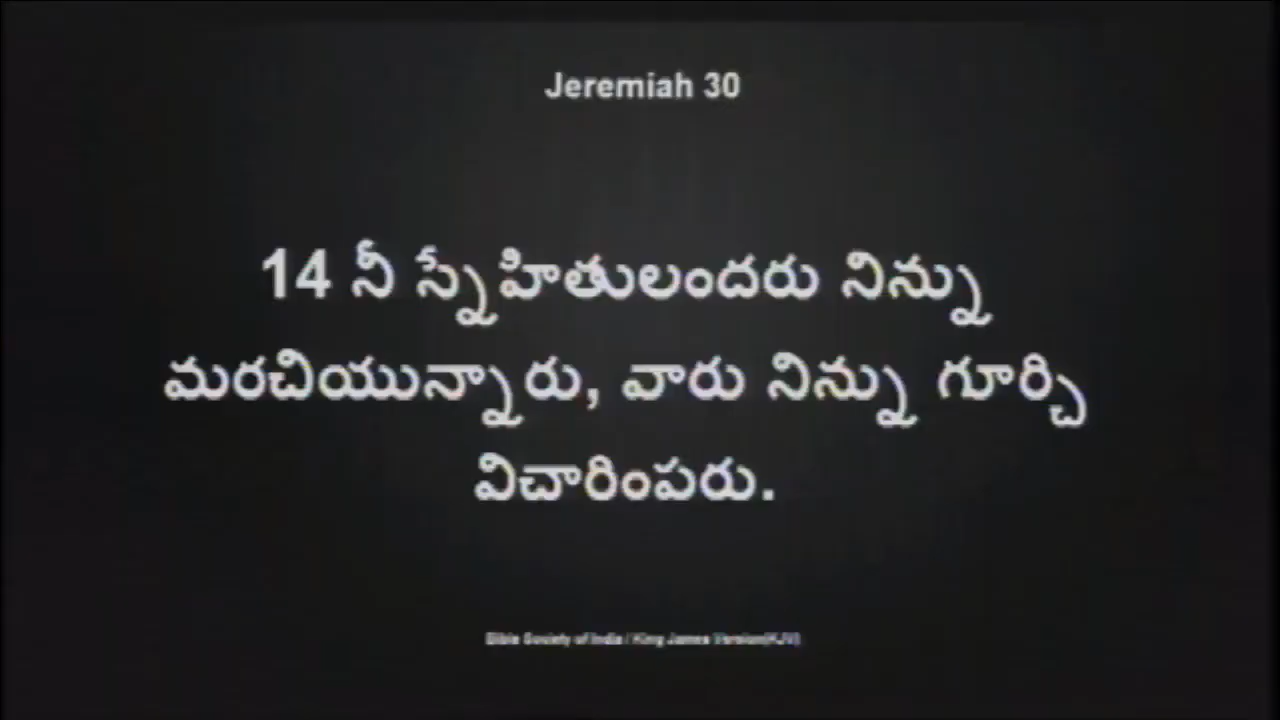 Jeremiah 30
14 నీ స్నేహితులందరు నిన్ను
మరచియున్నారు, వారు నిన్ను గూర్చి
విచారింపరు.
Bible Society of India / King James Version(KJV)